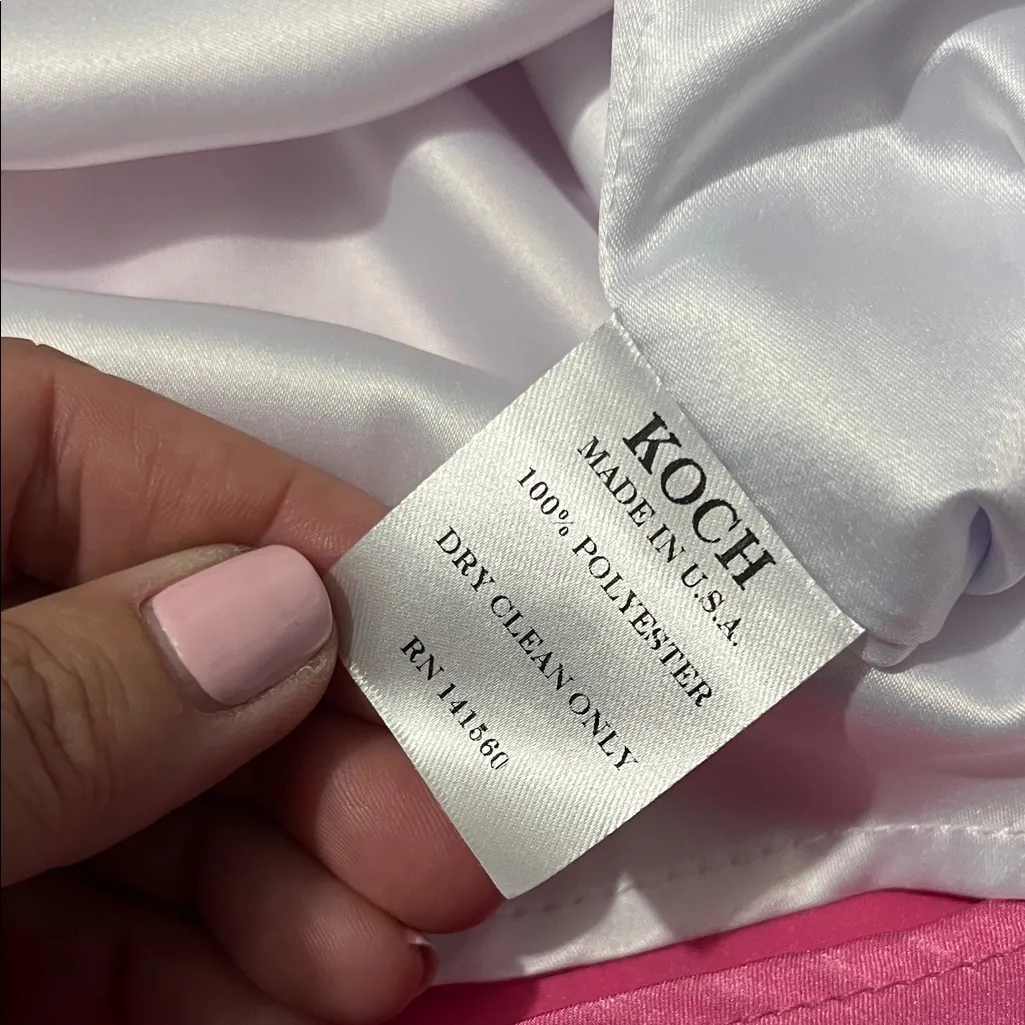 KOCH
MADE IN U.S.A.
100% POLYESTER
DRY CLEAN ONLY
RN 141560